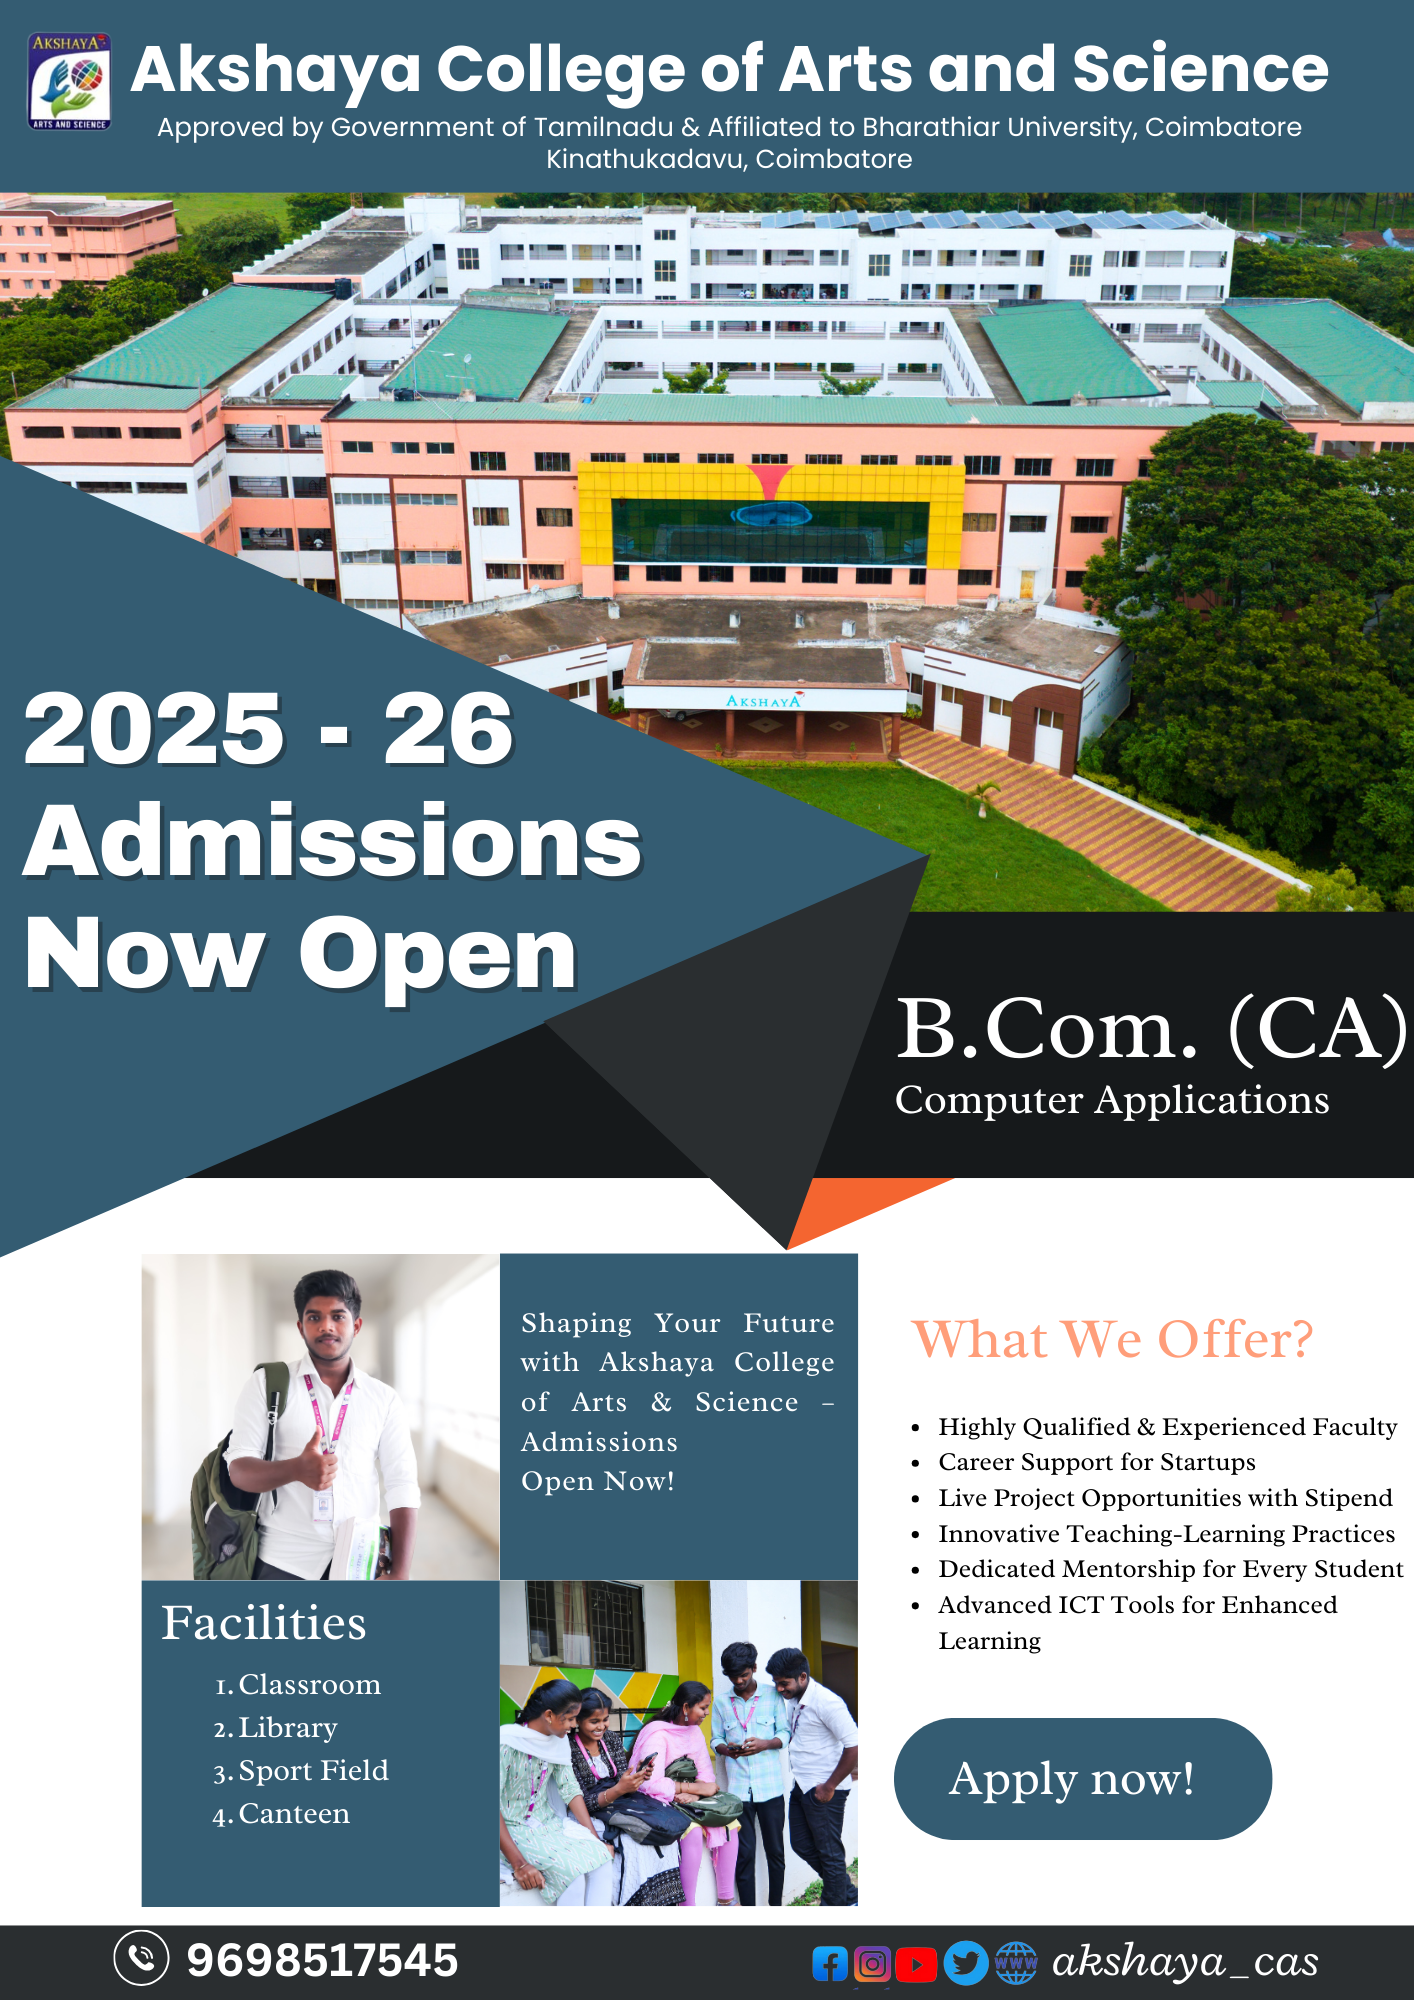 AKSHAYA
ARTS AND SCIENCE
Akshaya College of Arts and Science
Approved by Government of Tamilnadu & Affiliated to Bharathiar University, Coimbatore
Kinathukadavu, Coimbatore
AKSHAYA
2025 - 26
Admissions
Now Open
B.Com. (CA)
Computer Applications
Shaping Your Future
with Akshaya College
of Arts & Science –
Admissions
Open Now!
What We Offer?
• Highly Qualified & Experienced Faculty
• Career Support for Startups
• Live Project Opportunities with Stipend
• Innovative Teaching-Learning Practices
• Dedicated Mentorship for Every Student
• Advanced ICT Tools for Enhanced
Learning
Facilities
1. Classroom
2. Library
3. Sport Field
4. Canteen
Apply now!
9698517545
WWW
akshaya_cas